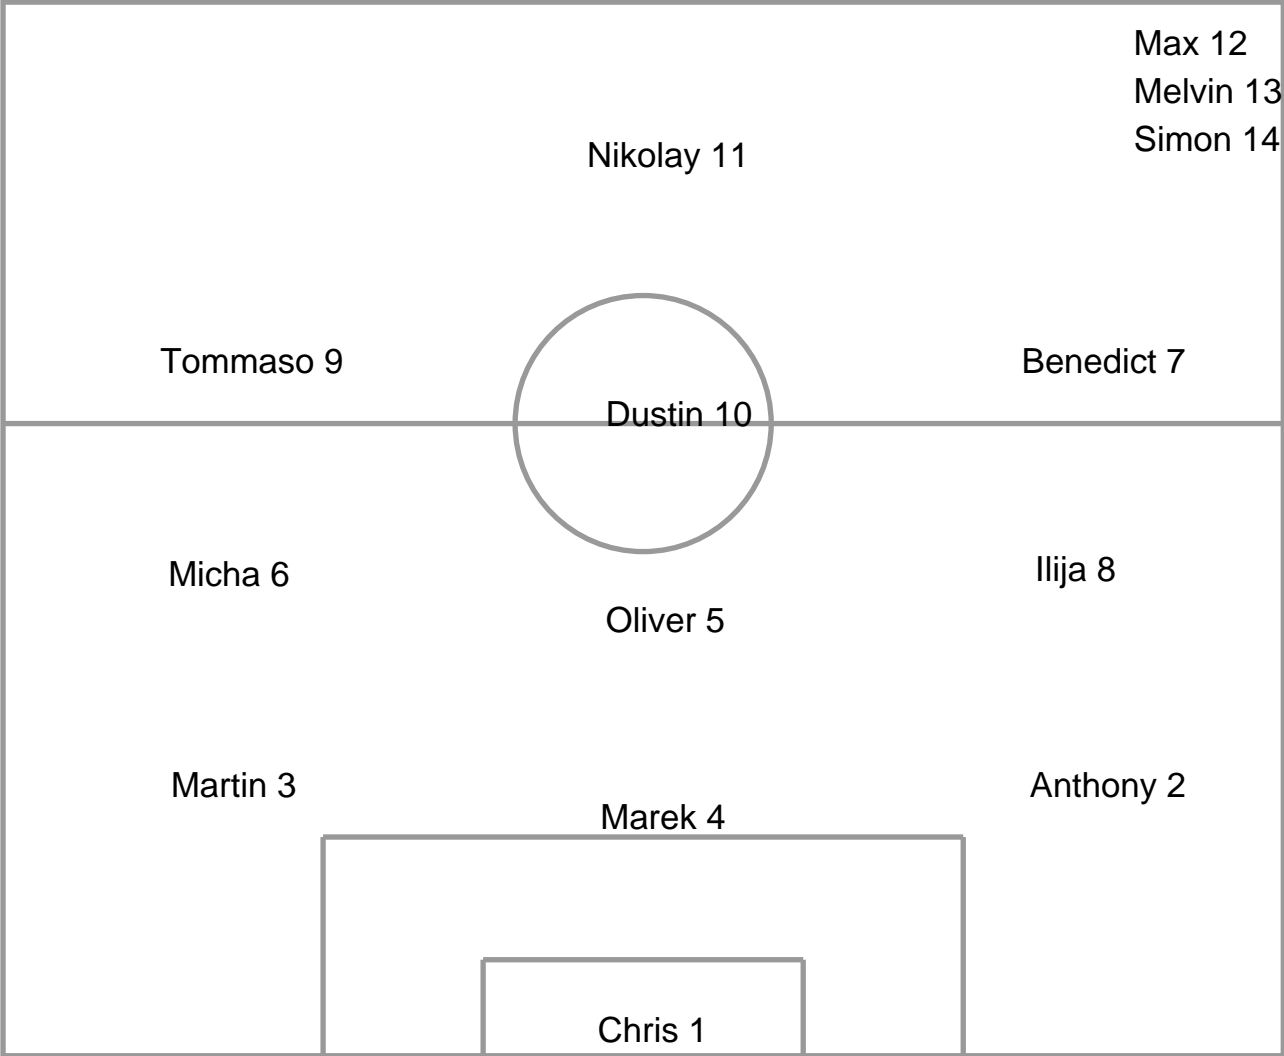 Max 12
Melvin 13
Simon 14
Nikolay 11
Tommaso 9
Benedict 7
Dustin 10
Micha 6
Ilija 8
Oliver 5
Martin 3
Anthony 2
Marek 4
Chris 1